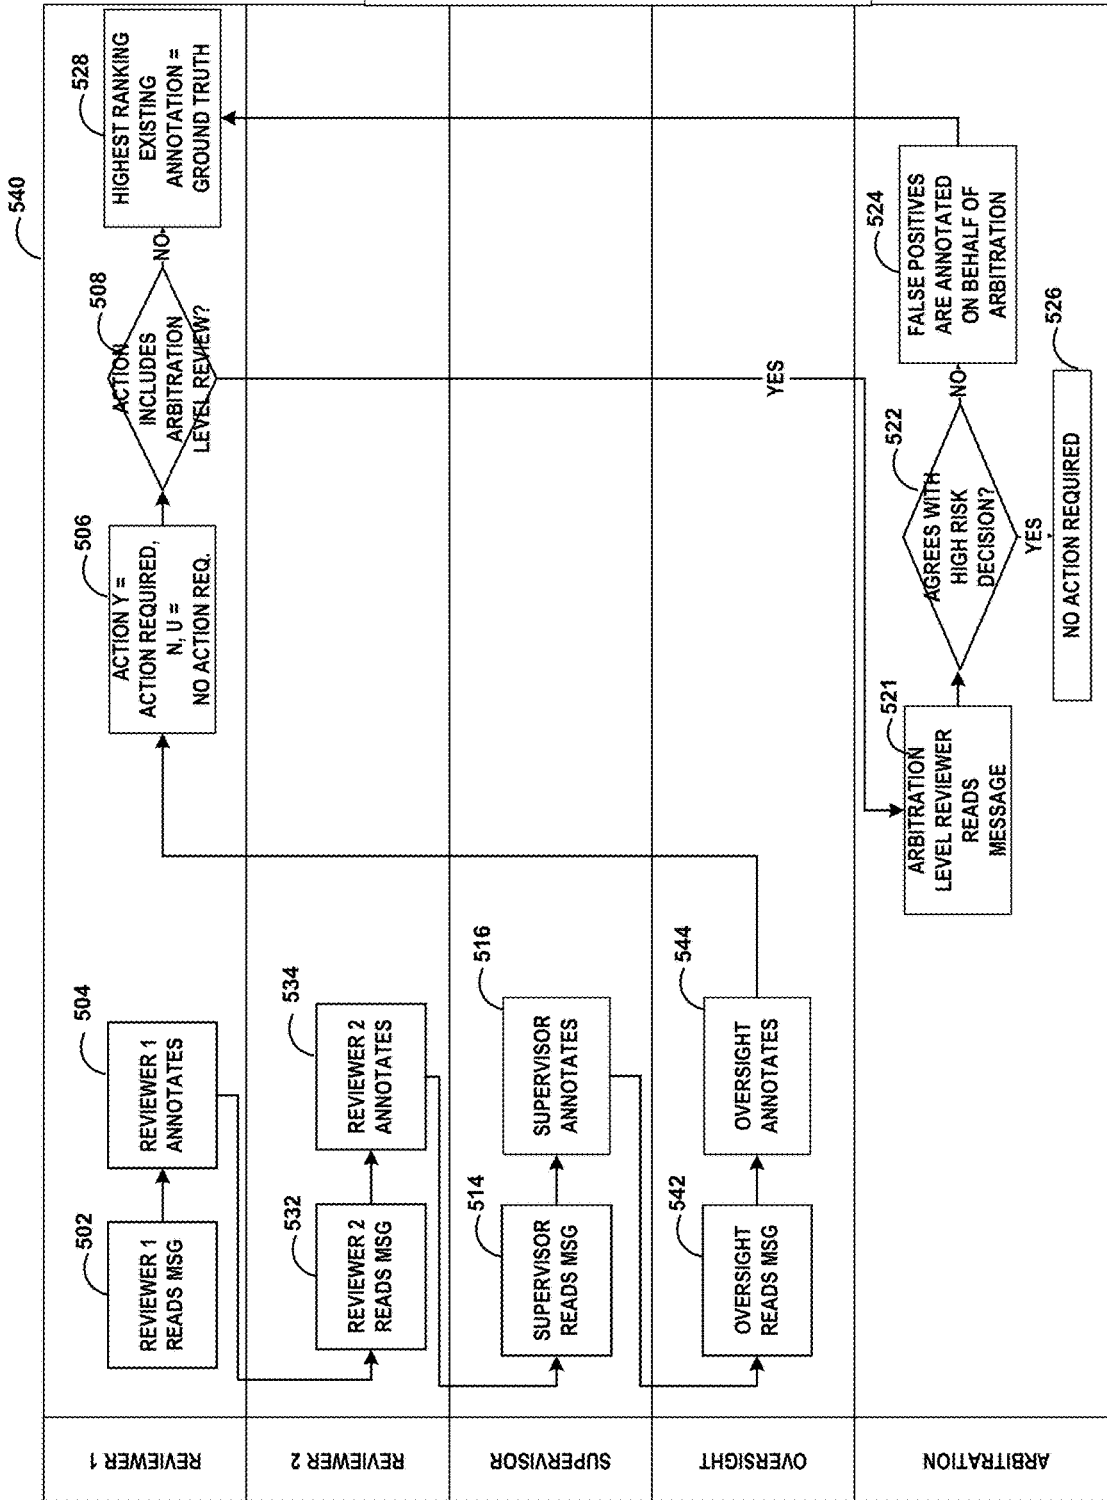 540
REVIEWER 1
502
REVIEWER 1
READS MSG
504
REVIEWER 1
ANNOTATES
506
ACTION Y =
ACTION REQUIRED,
N, U =
NO ACTION REQ.
508
ACTION
INCLUDES
ARBITRATION
LEVEL REVIEW?
NO
528
HIGHEST RANKING
EXISTING
ANNOTATION =
GROUND TRUTH
REVIEWER 2
532
REVIEWER 2
READS MSG
534
REVIEWER 2
ANNOTATES
SUPERVISOR
514
SUPERVISOR
READS MSG
516
SUPERVISOR
ANNOTATES
OVERSIGHT
542
OVERSIGHT
READS MSG
544
OVERSIGHT
ANNOTATES
YES
ARBITRATION
521
ARBITRATION
LEVEL REVIEWER
READS
MESSAGE
522
AGREES WITH
HIGH RISK
DECISION?
NO
524
FALSE POSITIVES
ARE ANNOTATED
ON BEHALF OF
ARBITRATION
YES
526
NO ACTION REQUIRED